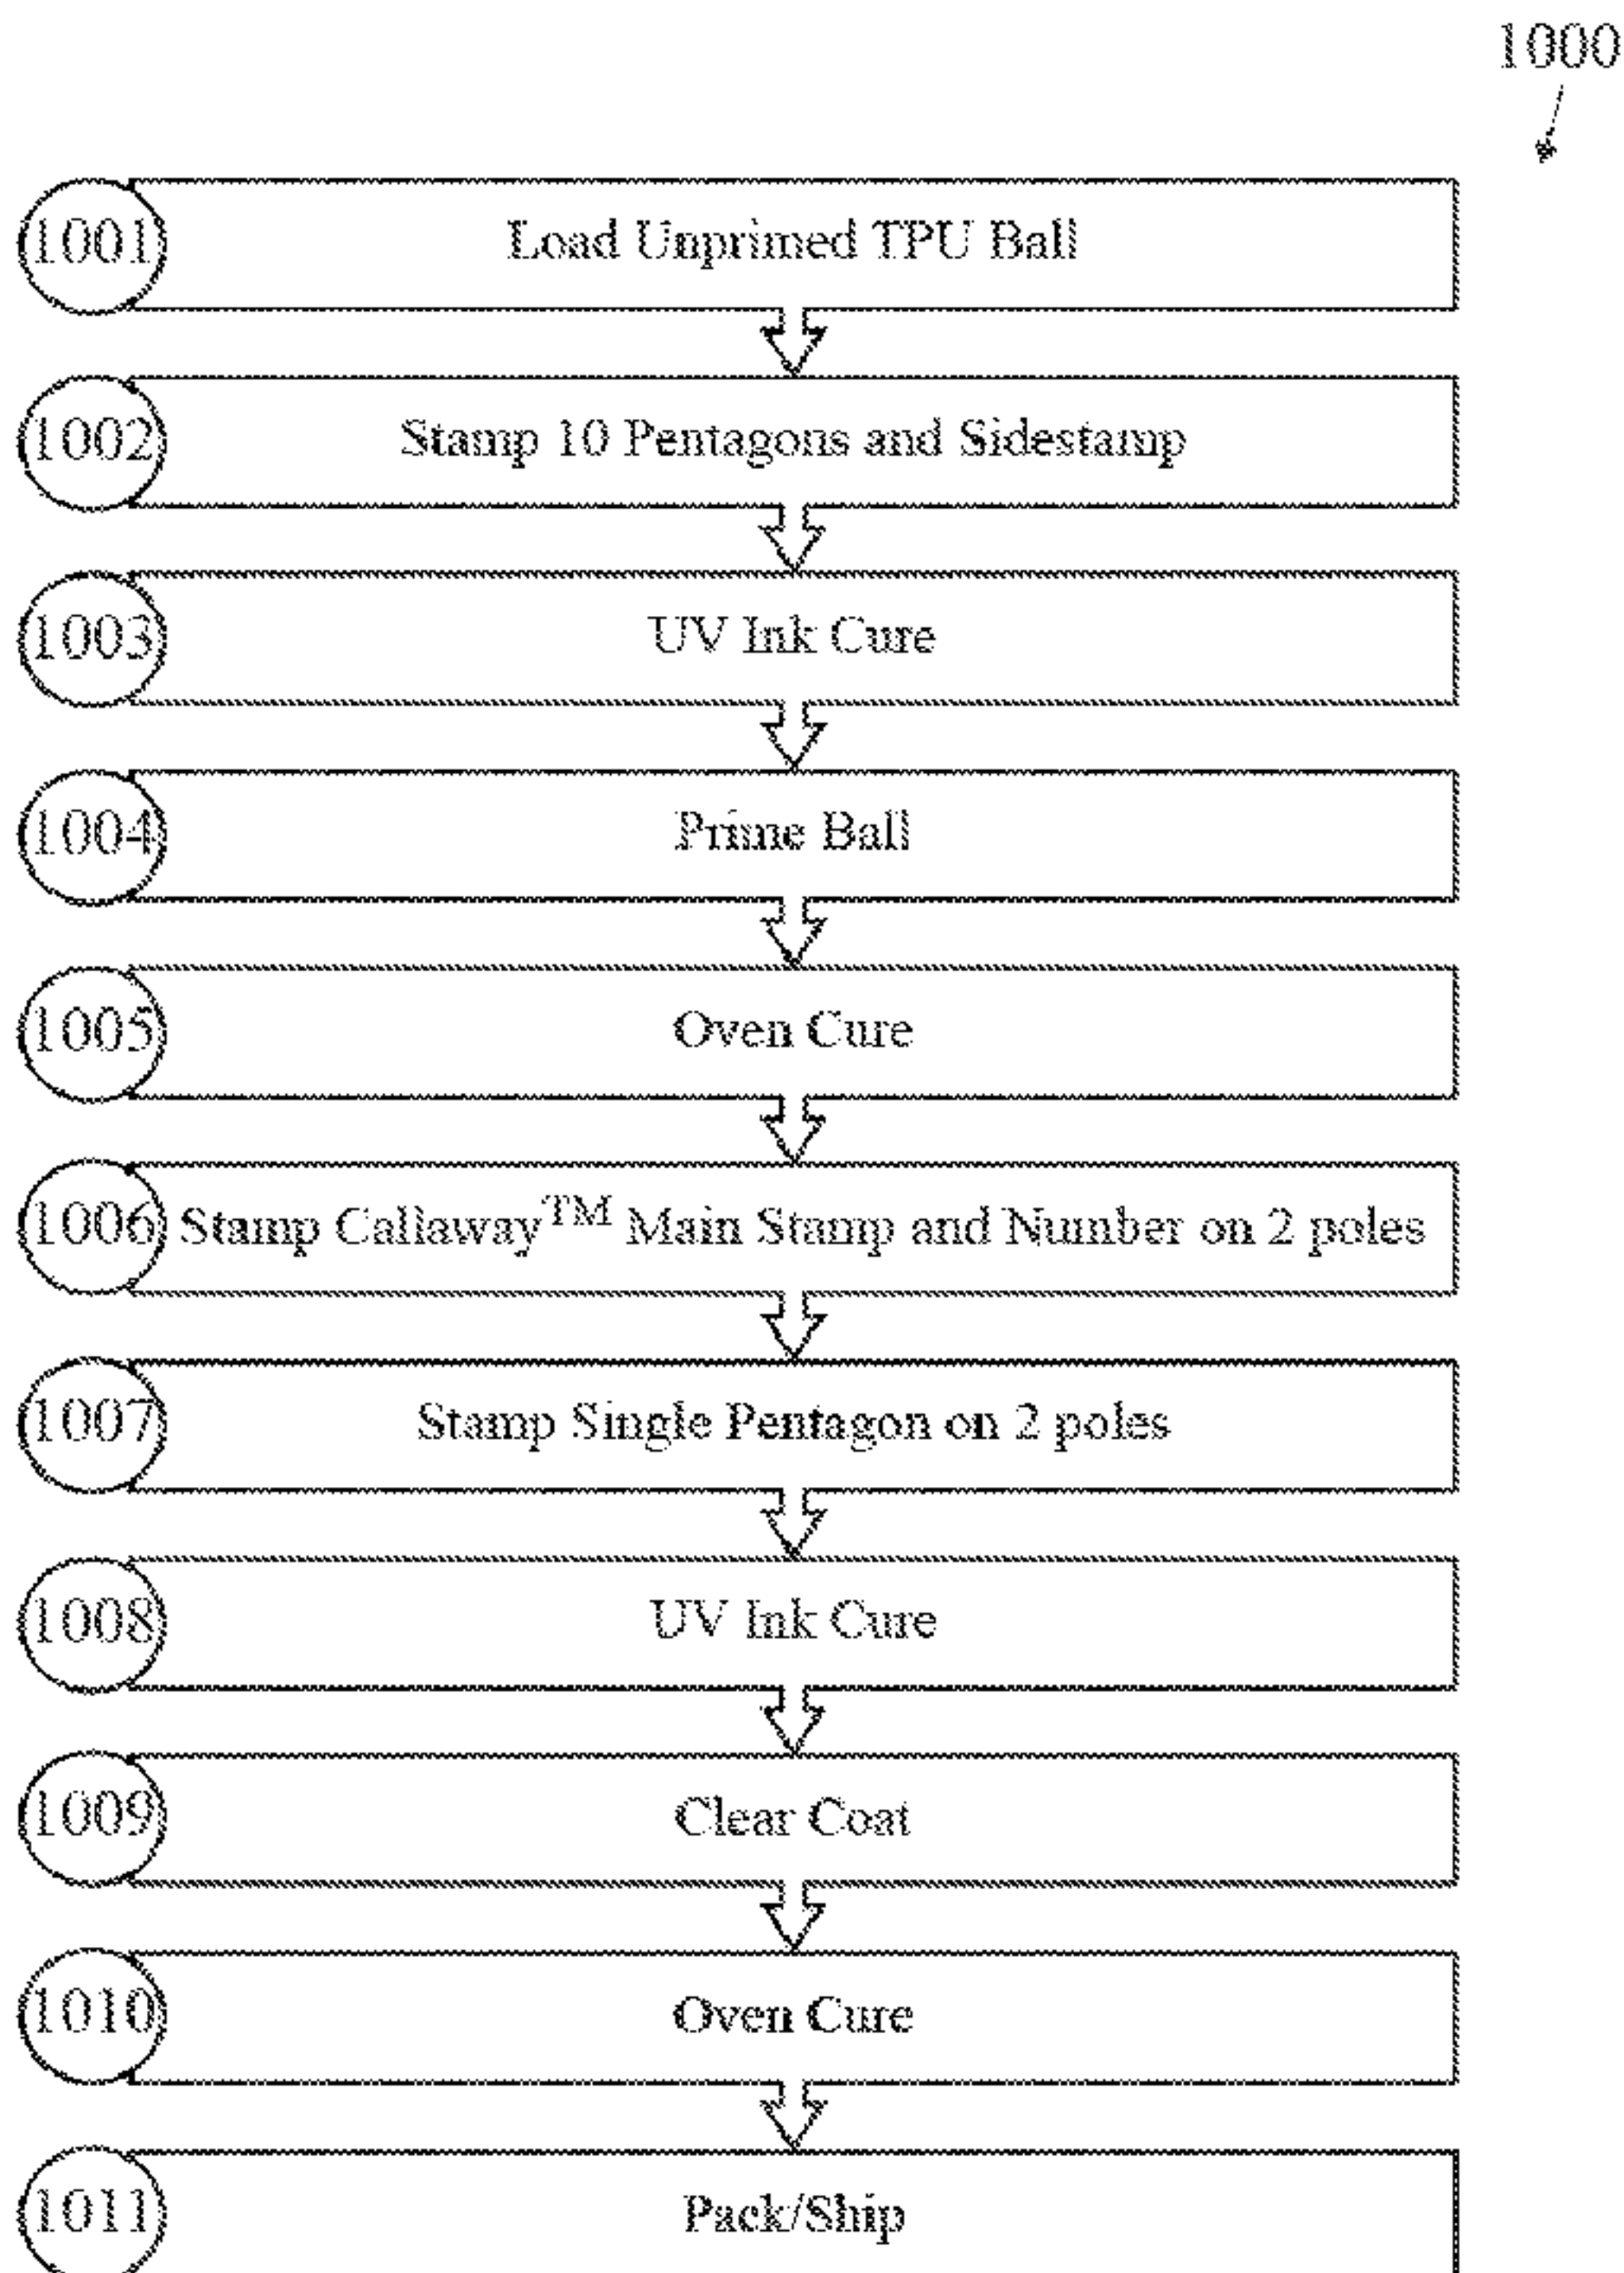 1000
1001 Load Unprimed TPU Ball
1002 Stamp 10 Pentagons and Sidestamp
1003 UV Ink Cure
1004 Prime Ball
1005 Oven Cure
1006 Stamp Callaway™ Main Stamp and Number on 2 poles
1007 Stamp Single Pentagon on 2 poles
1008 UV Ink Cure
1009 Clear Coat
1010 Oven Cure
1011 Pack/Ship